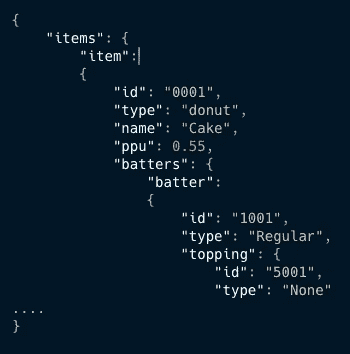 {
    "items": {
        "item":
        {
            "id": "0001",
            "type": "donut",
            "name": "Cake",
            "ppu": 0.55,
            "batters": {
                "batter":
                {
                    "id": "1001",
                    "type": "Regular",
                    "topping": {
                        "id": "5001",
                        "type": "None"
....
}